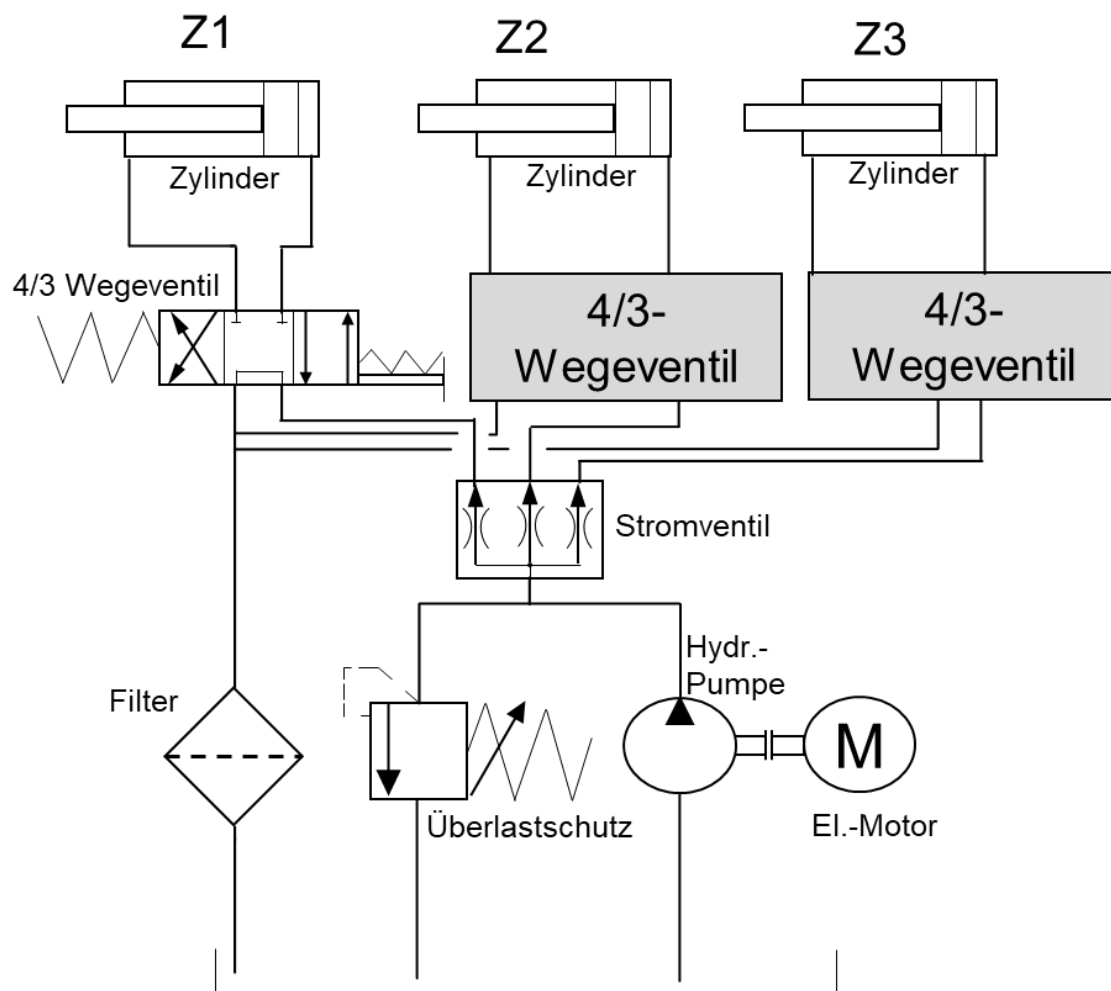 Z1
Z2
Z3
Zylinder
Zylinder
Zylinder
4/3 Wegeventil
4/3-
Wegeventil
4/3-
Wegeventil
Stromventil
Hydr.-
Pumpe
Filter
M
Überlastschutz
El.-Motor